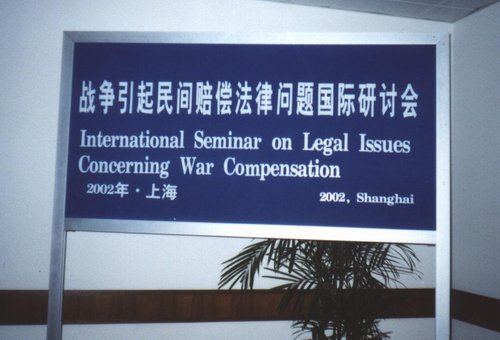 战争引起民间赔偿法律问题国际研讨会
International Seminar on Legal Issues
Concerning War Compensation
2002年·上海 2002, Shanghai